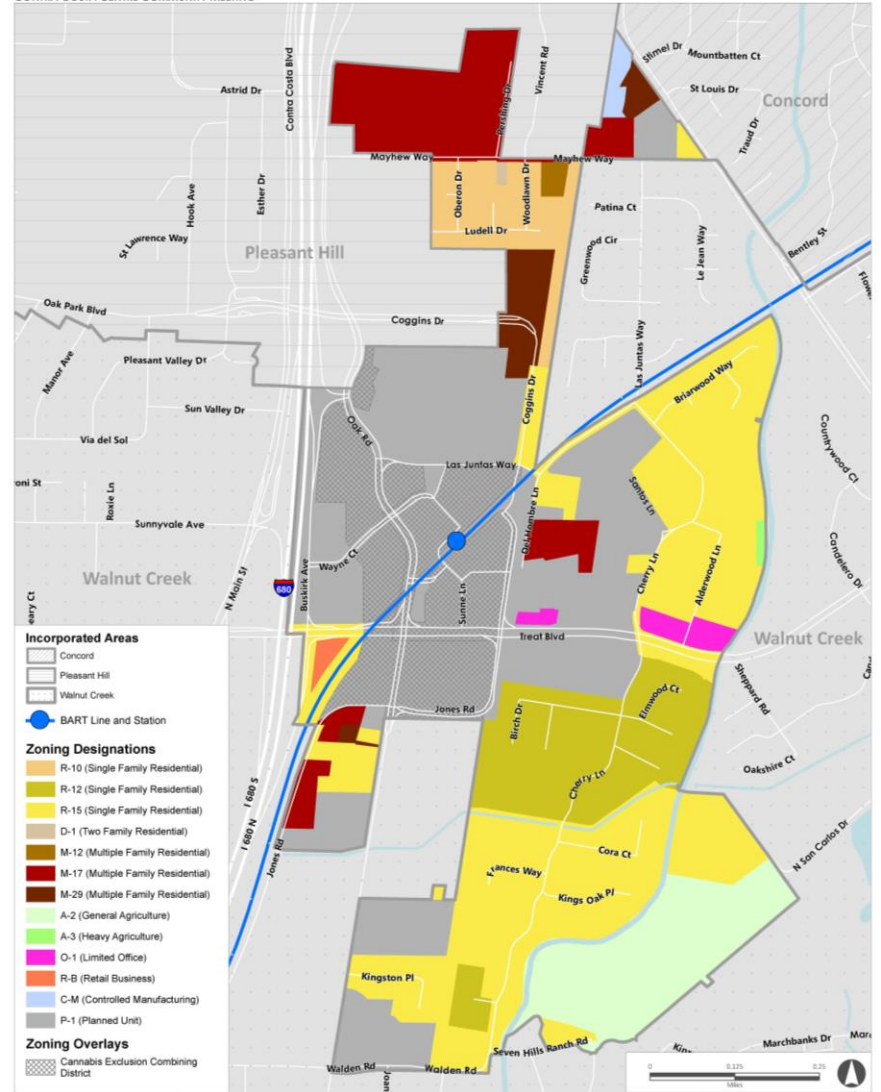 Stimel Dr
Mountbatten Ct
Contra Costa Blvd
Vincent Rd
Astrid Dr
St Louis Dr
Concord
Pershing Dr
Traud Dr
Mayhew Way
Mayhew Way
Hook Ave
Esther Dr
Oberon Dr
Woodlawn Dr
Patina Ct
St Lawrence Way
Ludell Dr
Greenwood Cir
Le Jean Way
Bentley St
Pleasant Hill
Oak Park Blvd
Coggins Dr
Manor Ave
Pleasant Valley Dr
Las Juntas Way
Briarwood Way
Sun Valley Dr
Coggins Dr
Oak Rd
Via del Sol
Las Juntas Way
Countrywood Ct
Roxie Ln
Santos Ln
Sunnyvale Ave
Del Hombre Ln
Wayne Ct
Candelero Dr
Walnut Creek
N Main St
680
Buskirk Ave
Sunne Ln
Cherry Ln
Alderwood Ln
Treat Blvd
Walnut Creek
Jones Rd
Birch Dr
Elmwood Ct
Sheppard Rd
Oakshire Ct
Cherry Ln
I 680 S
I 680 N
Jones Rd
Cora Ct
N San Carlos Dr
Frances Way
Kings Oak Pl
Kingston Pl
Seven Hills Ranch Rd
Marchbanks Dr
Walden Rd
Walden Rd
Incorporated Areas
Concord
Pleasant Hill
Walnut Creek
BART Line and Station
Zoning Designations
R-10 (Single Family Residential)
R-12 (Single Family Residential)
R-15 (Single Family Residential)
D-1 (Two Family Residential)
M-12 (Multiple Family Residential)
M-17 (Multiple Family Residential)
M-29 (Multiple Family Residential)
A-2 (General Agriculture)
A-3 (Heavy Agriculture)
O-1 (Limited Office)
R-B (Retail Business)
C-M (Controlled Manufacturing)
P-1 (Planned Unit)
Zoning Overlays
Cannabis Exclusion Combining
District
0 0.125 0.25
Miles